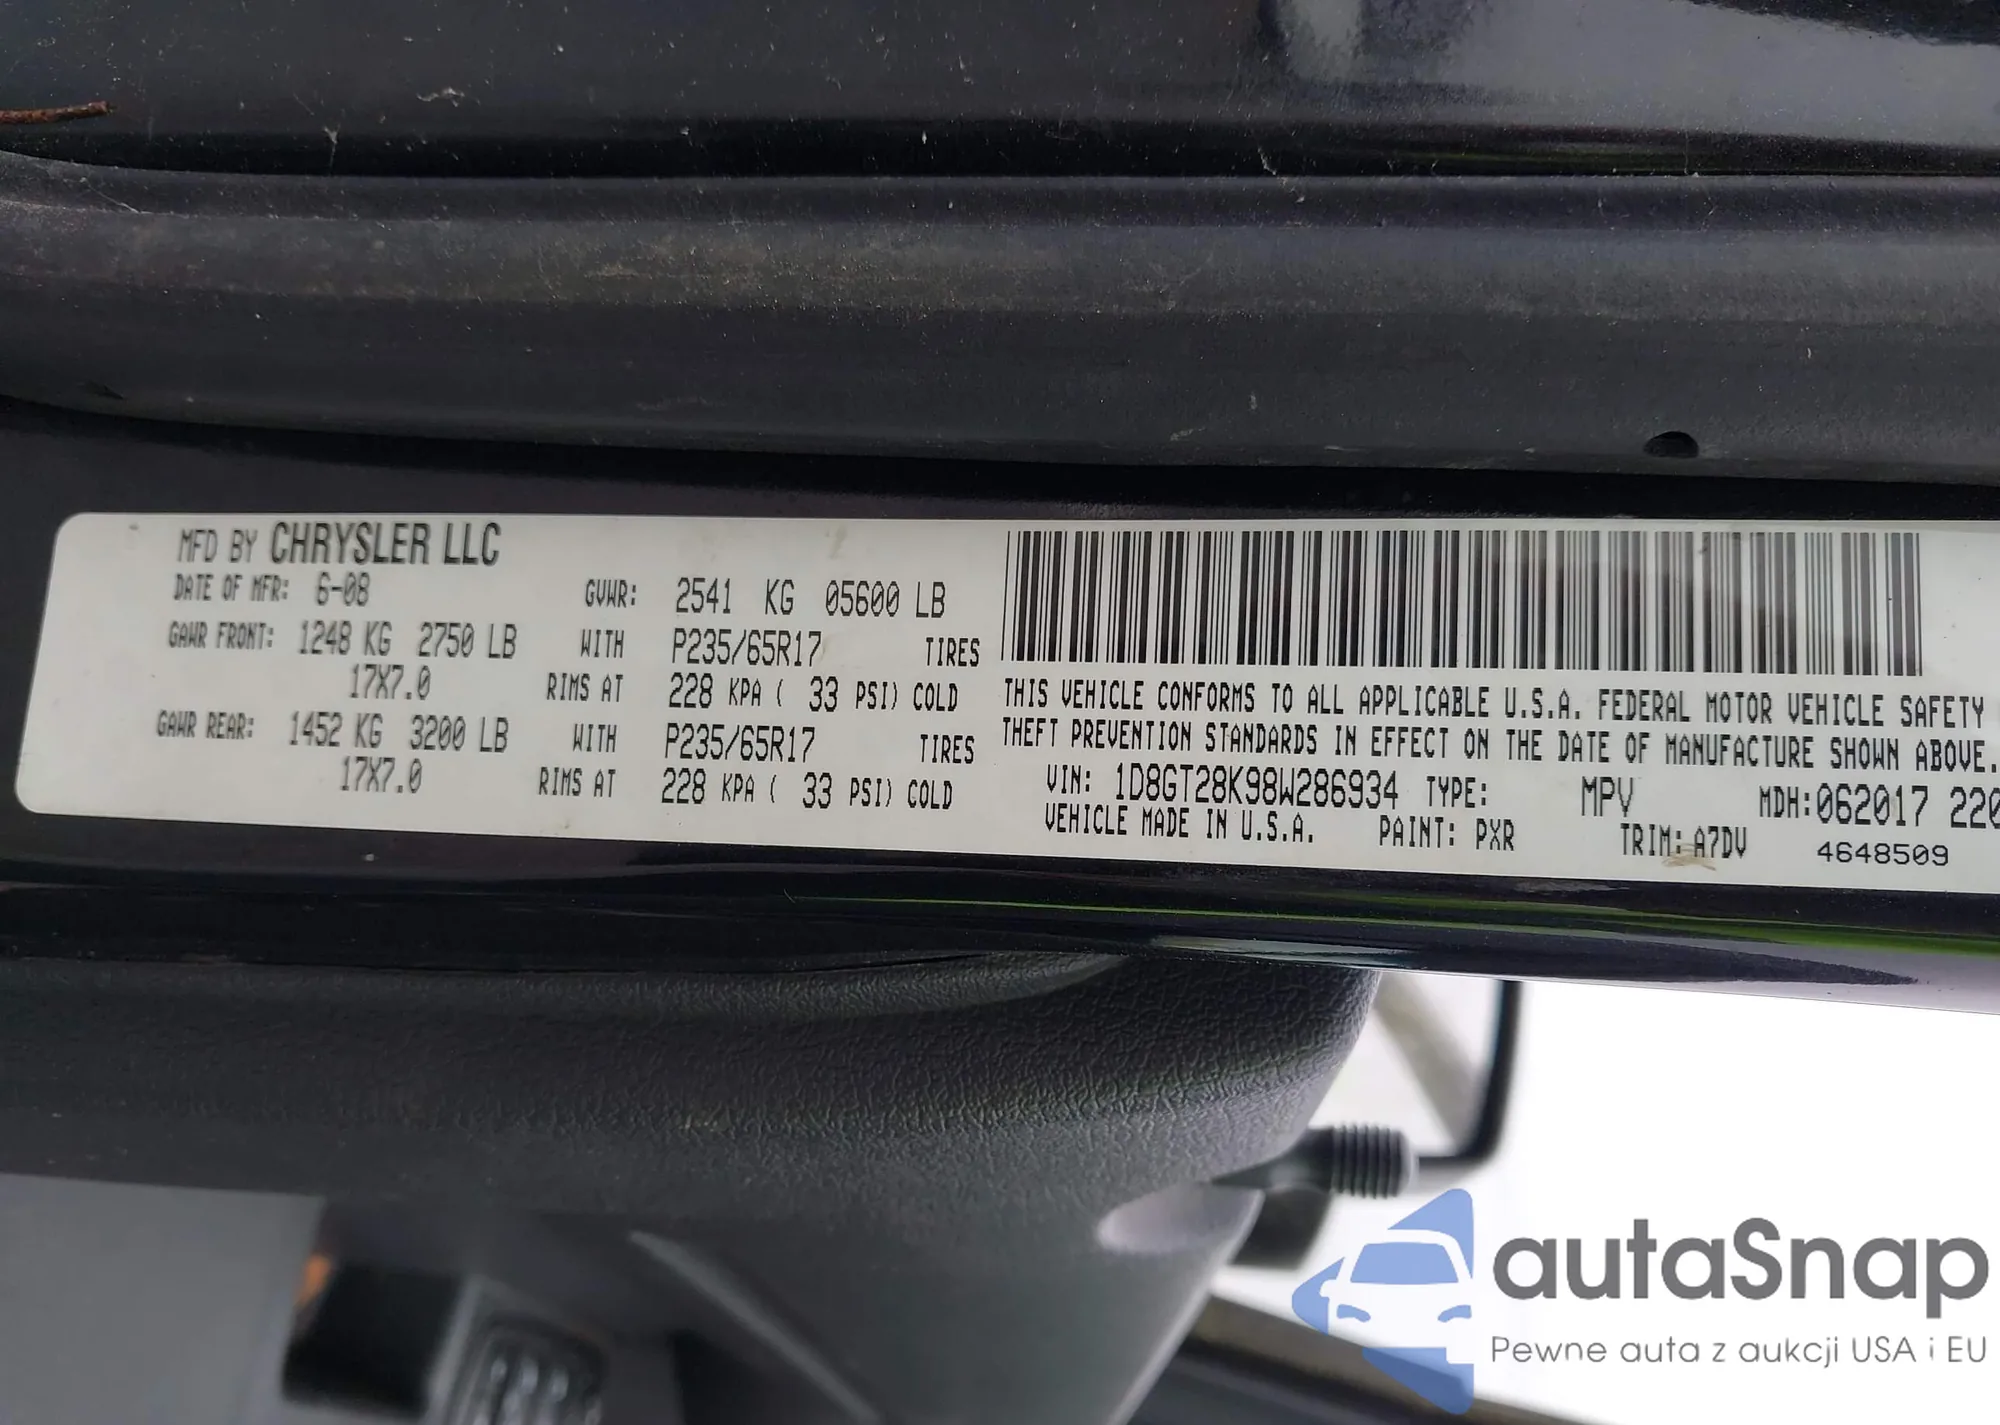 MFD BY CHRYSLER LLC
DATE OF MFR: 6-08 GVWR: 2541 KG 05600 LB
GAWR FRONT: 1248 KG 2750 LB WITH P235/65R17 TIRES
17X7.0 RIMS AT 228 KPA ( 33 PSI) COLD
GAWR REAR: 1452 KG 3200 LB WITH P235/65R17 TIRES
17X7.0 RIMS AT 228 KPA ( 33 PSI) COLD
THIS VEHICLE CONFORMS TO ALL APPLICABLE U.S.A. FEDERAL MOTOR VEHICLE SAFETY
THEFT PREVENTION STANDARDS IN EFFECT ON THE DATE OF MANUFACTURE SHOWN ABOVE.
VIN: 1D8GT28K98W286934 TYPE: MPV MDH: 062017 220
VEHICLE MADE IN U.S.A. PAINT: PXR TRIM: A7DV 4648509
autaSnap
Pewne auta z aukcji USA i EU